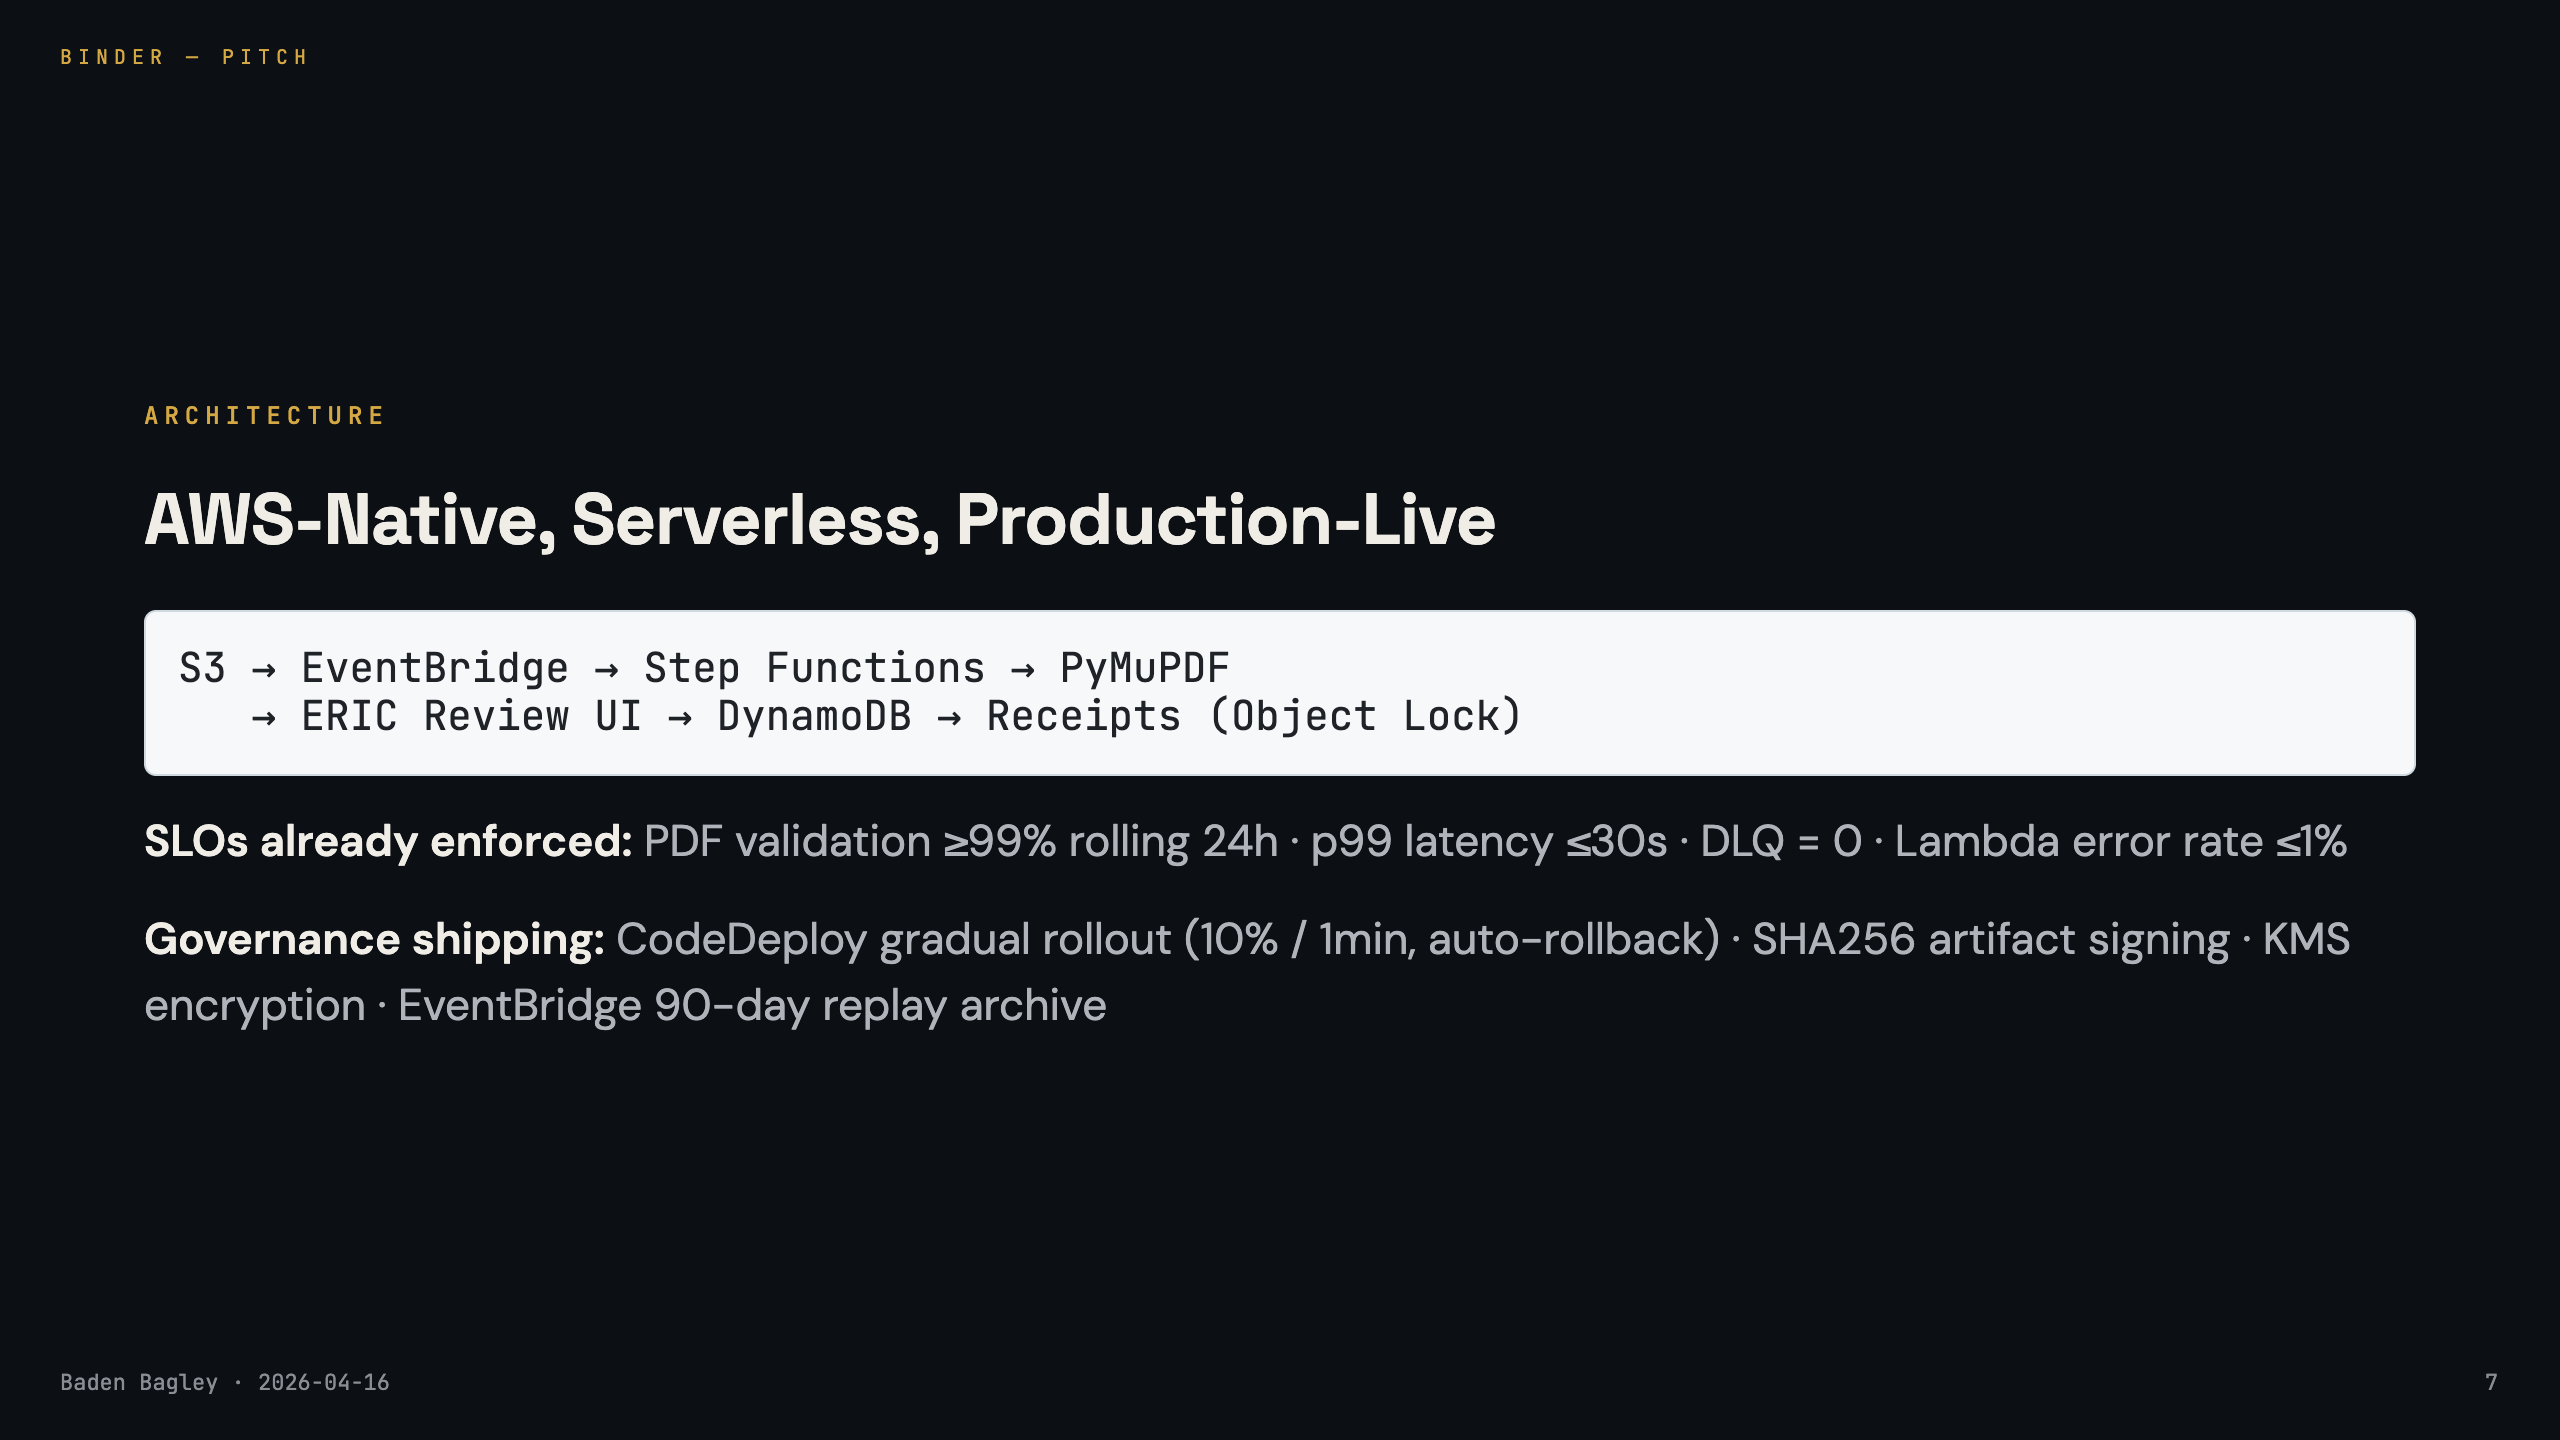 BINDER — PITCH
ARCHITECTURE
AWS-Native, Serverless, Production-Live
S3 → EventBridge → Step Functions → PyMuPDF
→ ERIC Review UI → DynamoDB → Receipts (Object Lock)
SLOs already enforced: PDF validation ≥99% rolling 24h · p99 latency ≤30s · DLQ = 0 · Lambda error rate ≤1%
Governance shipping: CodeDeploy gradual rollout (10% / 1min, auto-rollback) · SHA256 artifact signing · KMS
encryption · EventBridge 90-day replay archive
Baden Bagley · 2026-04-16
7